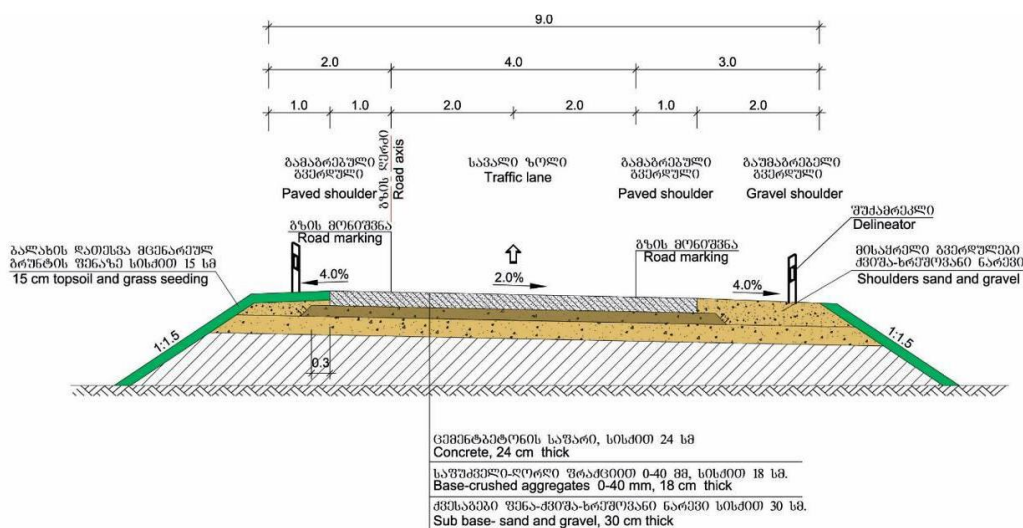 9.0
2.0
4.0
3.0
1.0
1.0
2.0
2.0
1.0
2.0
გამაგრებული
გვერდული
Paved shoulder
გზის ღერძი
Road axis
სავალი ზოლი
Traffic lane
გამაგრებული
გვერდული
Paved shoulder
გაუმაგრებელი
გვერდული
Gravel shoulder
გზის მონიშვნა
Road marking
გზის მონიშვნა
Road marking
შუქამრეკლი
Delineator
ბალახის დათესვა მცენარეულ
გრუნტის ფენაზე სისქით 15 სმ
15 cm topsoil and grass seeding
მისაყრელი გვერდულები
ქვიშა-ხრეშოვანი ნარევი
Shoulders sand and gravel
4.0%
2.0%
4.0%
1:1.5
1:1.5
0.3
ცემენტბეტონის საფარი, სისქით 24 სმ
Concrete, 24 cm thick
საფუძველი-ღორღი ფრაქციით 0-40 მმ, სისქით 18 სმ.
Base-crushed aggregates 0-40 mm, 18 cm thick
ქვესაგები ფენა-ქვიშა-ხრეშოვანი ნარევი სისქით 30 სმ.
Sub base- sand and gravel, 30 cm thick